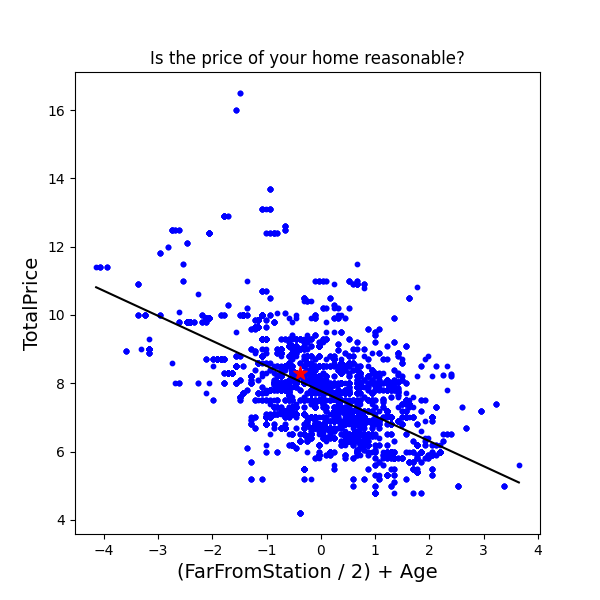 Is the price of your home reasonable?
16
14
12
10
8
6
4
TotalPrice
−4 −3 −2 −1 0 1 2 3 4
(FarFromStation / 2) + Age